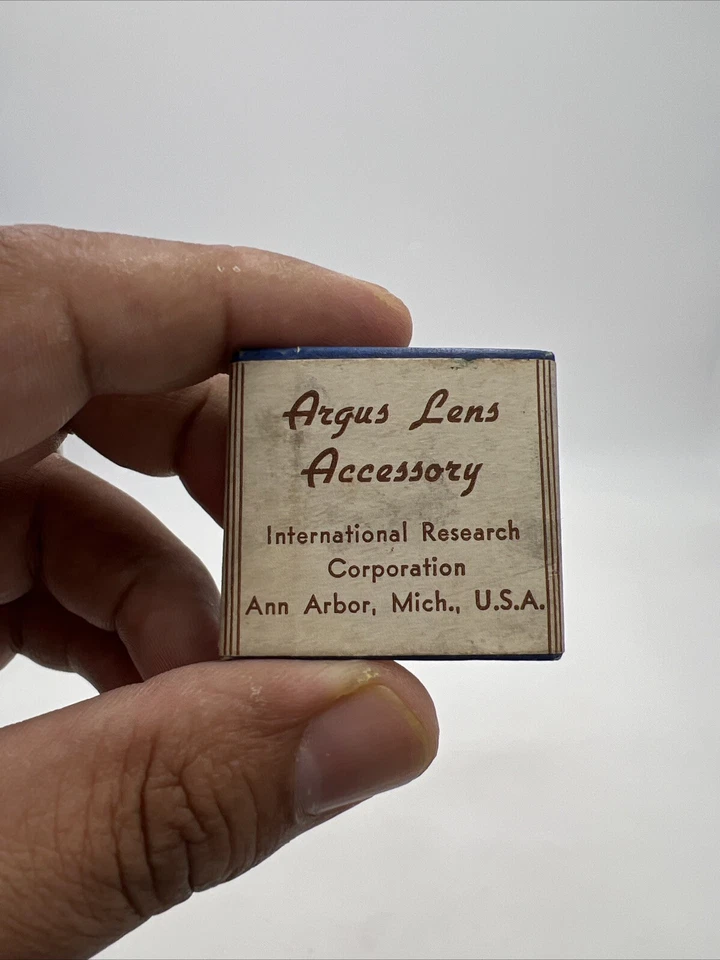 Argus Lens
Accessory
International Research
Corporation
Ann Arbor, Mich., U.S.A.